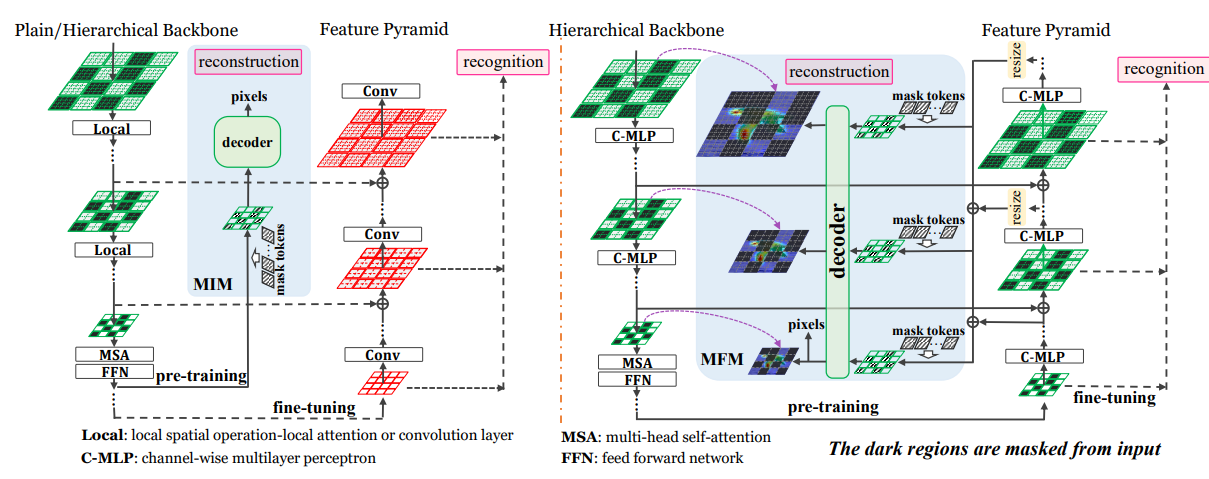 Plain/Hierarchical Backbone
Feature Pyramid
reconstruction
recognition
pixels
Conv
Local
decoder
Conv
mask tokens
Local
MIM
MSA
FFN
pre-training
Conv
fine-tuning
Local: local spatial operation-local attention or convolution layer
C-MLP: channel-wise multilayer perceptron
Hierarchical Backbone
Feature Pyramid
reconstruction
resize
recognition
mask tokens
C-MLP
C-MLP
decoder
mask tokens
resize
C-MLP
C-MLP
pixels
mask tokens
MFM
MSA
FFN
C-MLP
pre-training
fine-tuning
MSA: multi-head self-attention
FFN: feed forward network
The dark regions are masked from input